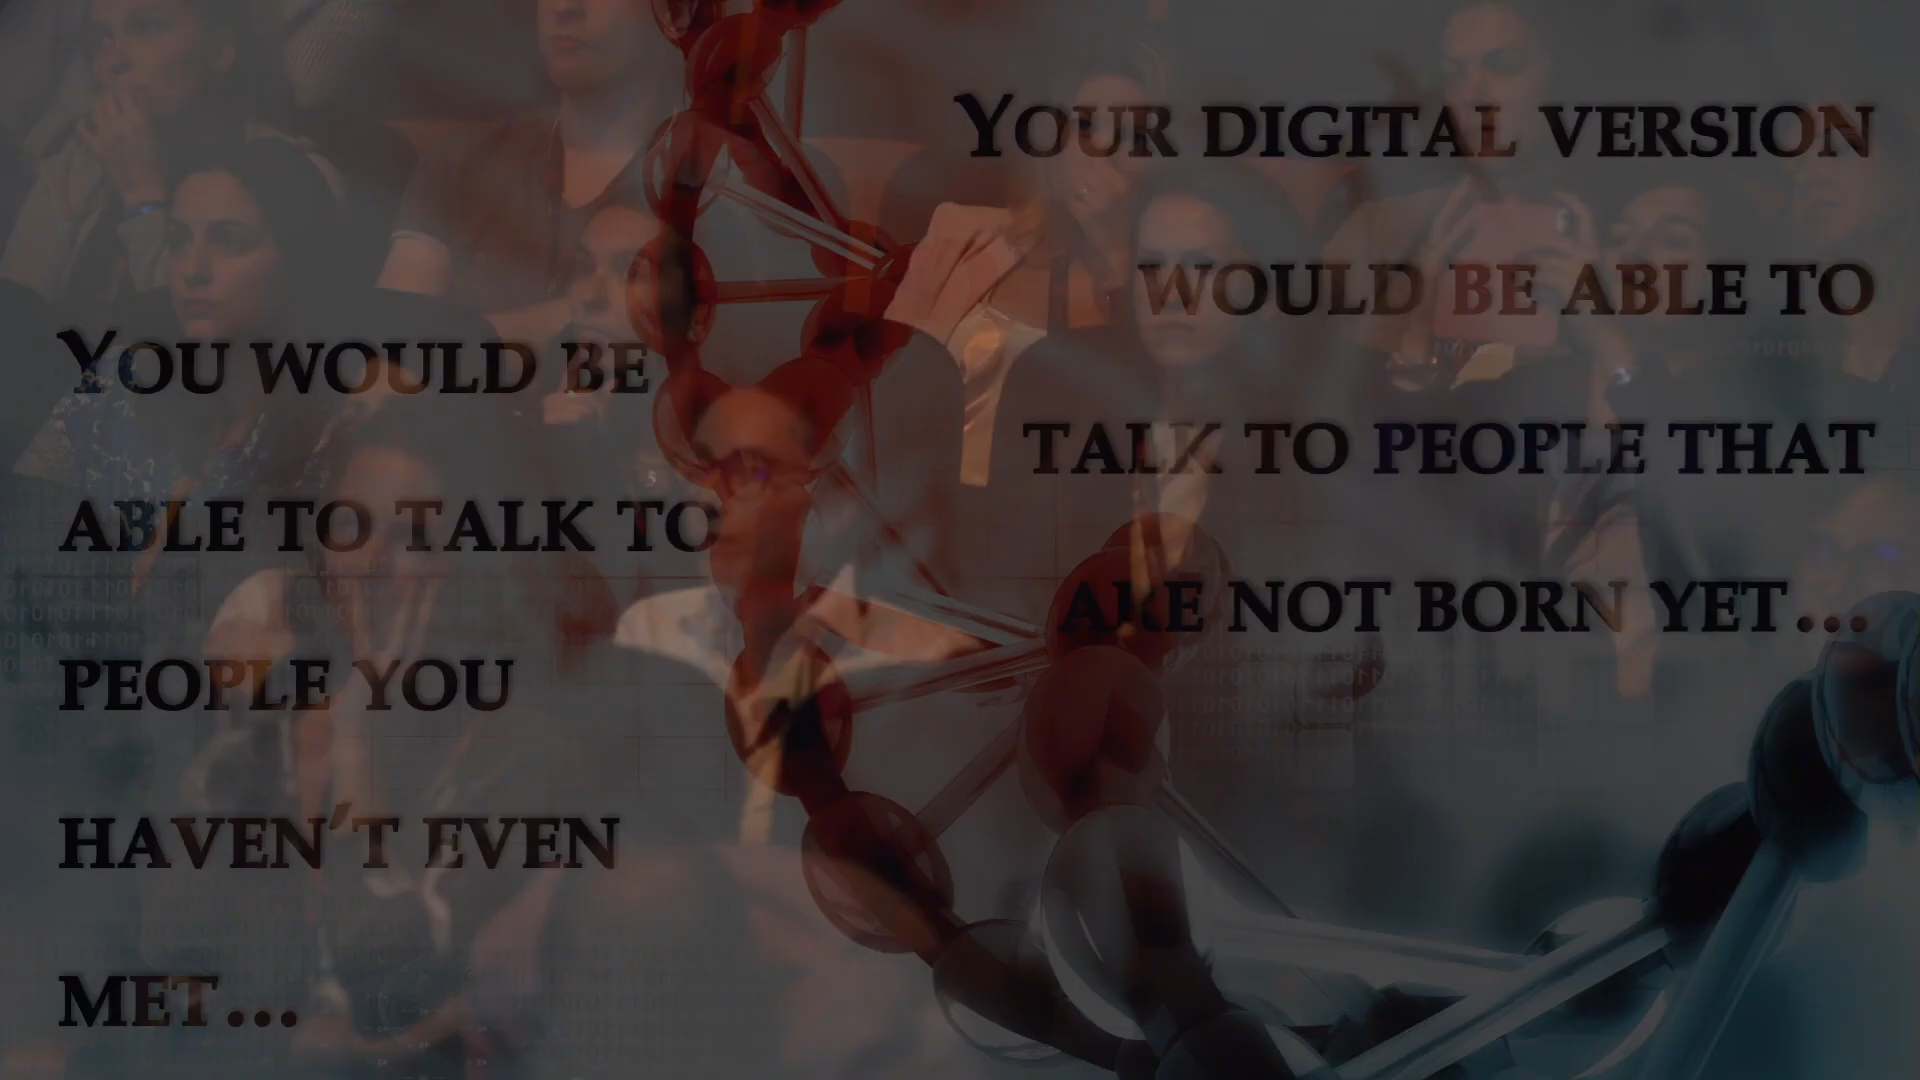 You would be
able to talk to
people you
haven't even
met...
Your digital version
would be able to
talk to people that
are not born yet...